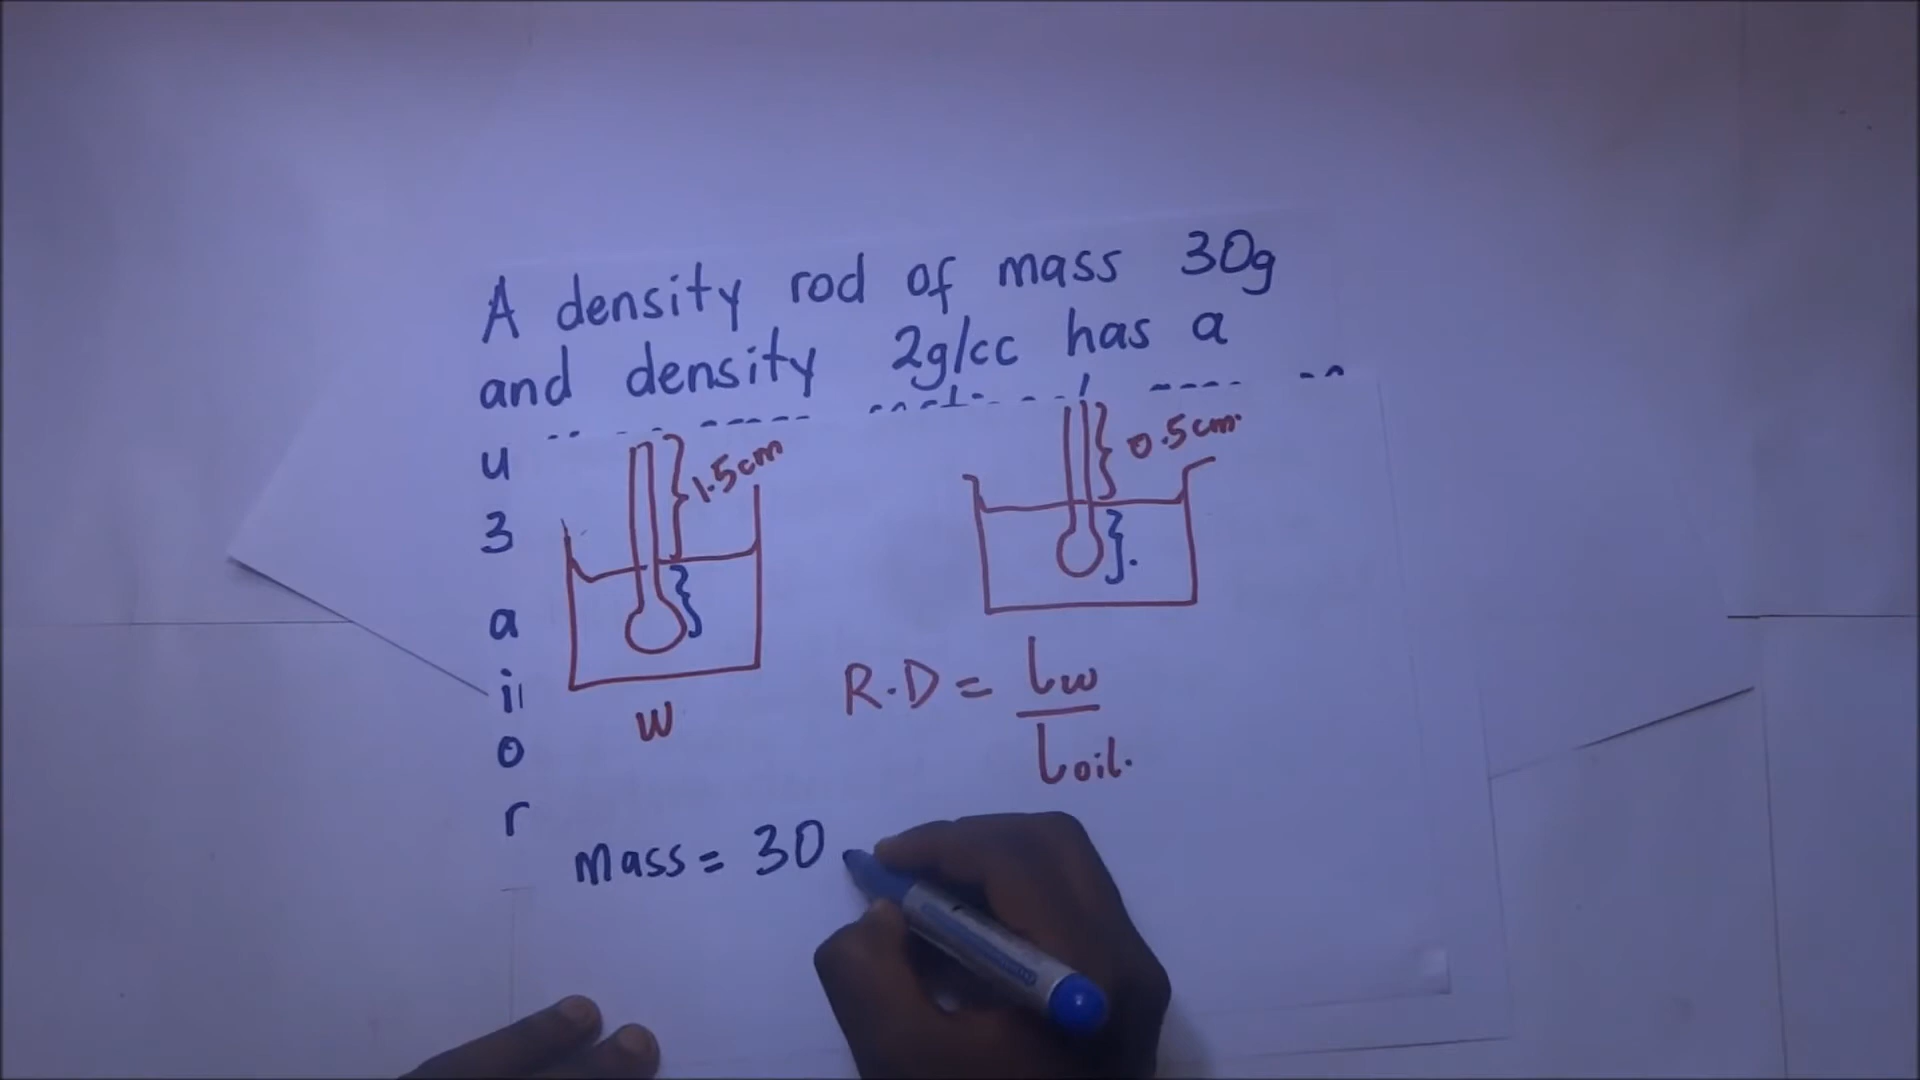 A density rod of mass 30g
and density 2g/cc has a
u
3
a
i
o
r
1.5cm
0.5cm.
W
R.D = Lw
Loil.
mass = 30